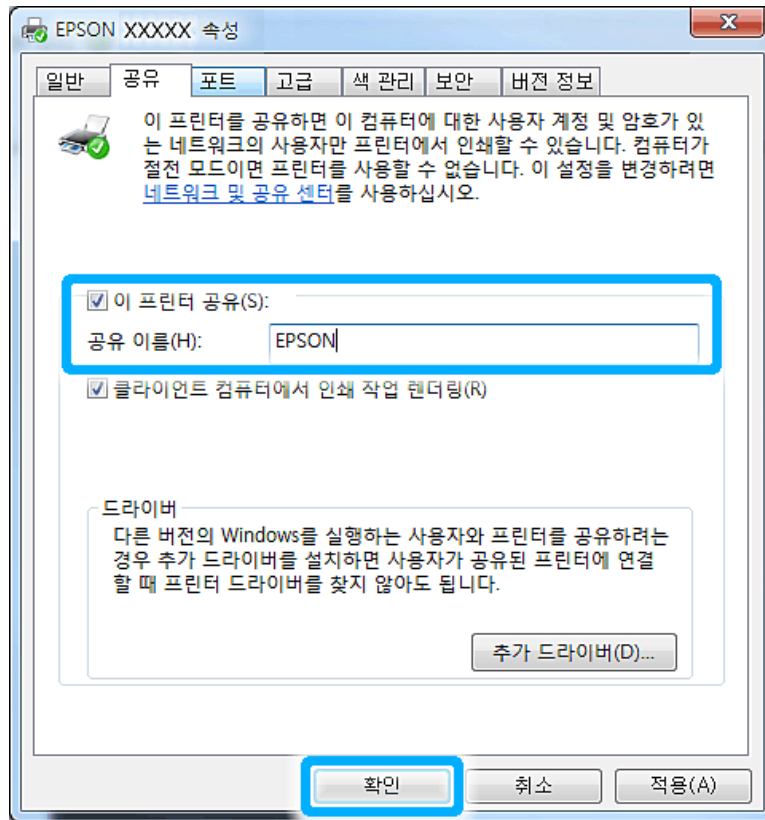 EPSON XXXXX 속성
일반 공유 포트 고급 색 관리 보안 버전 정보
이 프린터를 공유하면 이 컴퓨터에 대한 사용자 계정 및 암호가 있
는 네트워크의 사용자만 프린터에서 인쇄할 수 있습니다. 컴퓨터가
절전 모드이면 프린터를 사용할 수 없습니다. 이 설정을 변경하려면
네트워크 및 공유 센터를 사용하십시오.
이 프린터 공유(S):
공유 이름(H): EPSON
클라이언트 컴퓨터에서 인쇄 작업 렌더링(R)
드라이버
다른 버전의 Windows를 실행하는 사용자와 프린터를 공유하려는
경우 추가 드라이버를 설치하면 사용자가 공유된 프린터에 연결
할 때 프린터 드라이버를 찾지 않아도 됩니다.
추가 드라이버(D)...
확인 취소 적용(A)